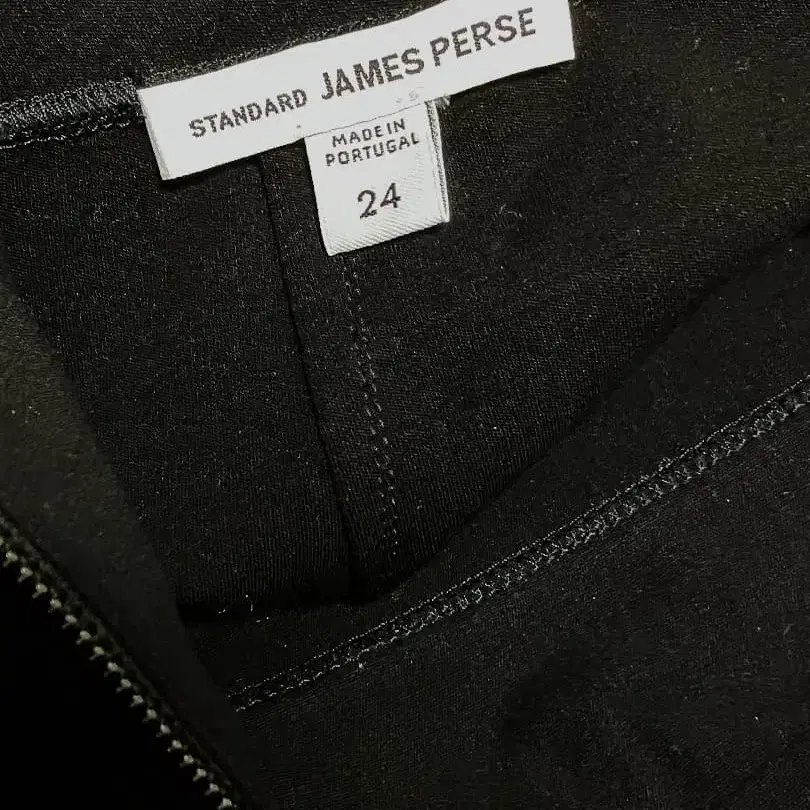 STANDARD JAMES PERSE
MADE IN
PORTUGAL
24